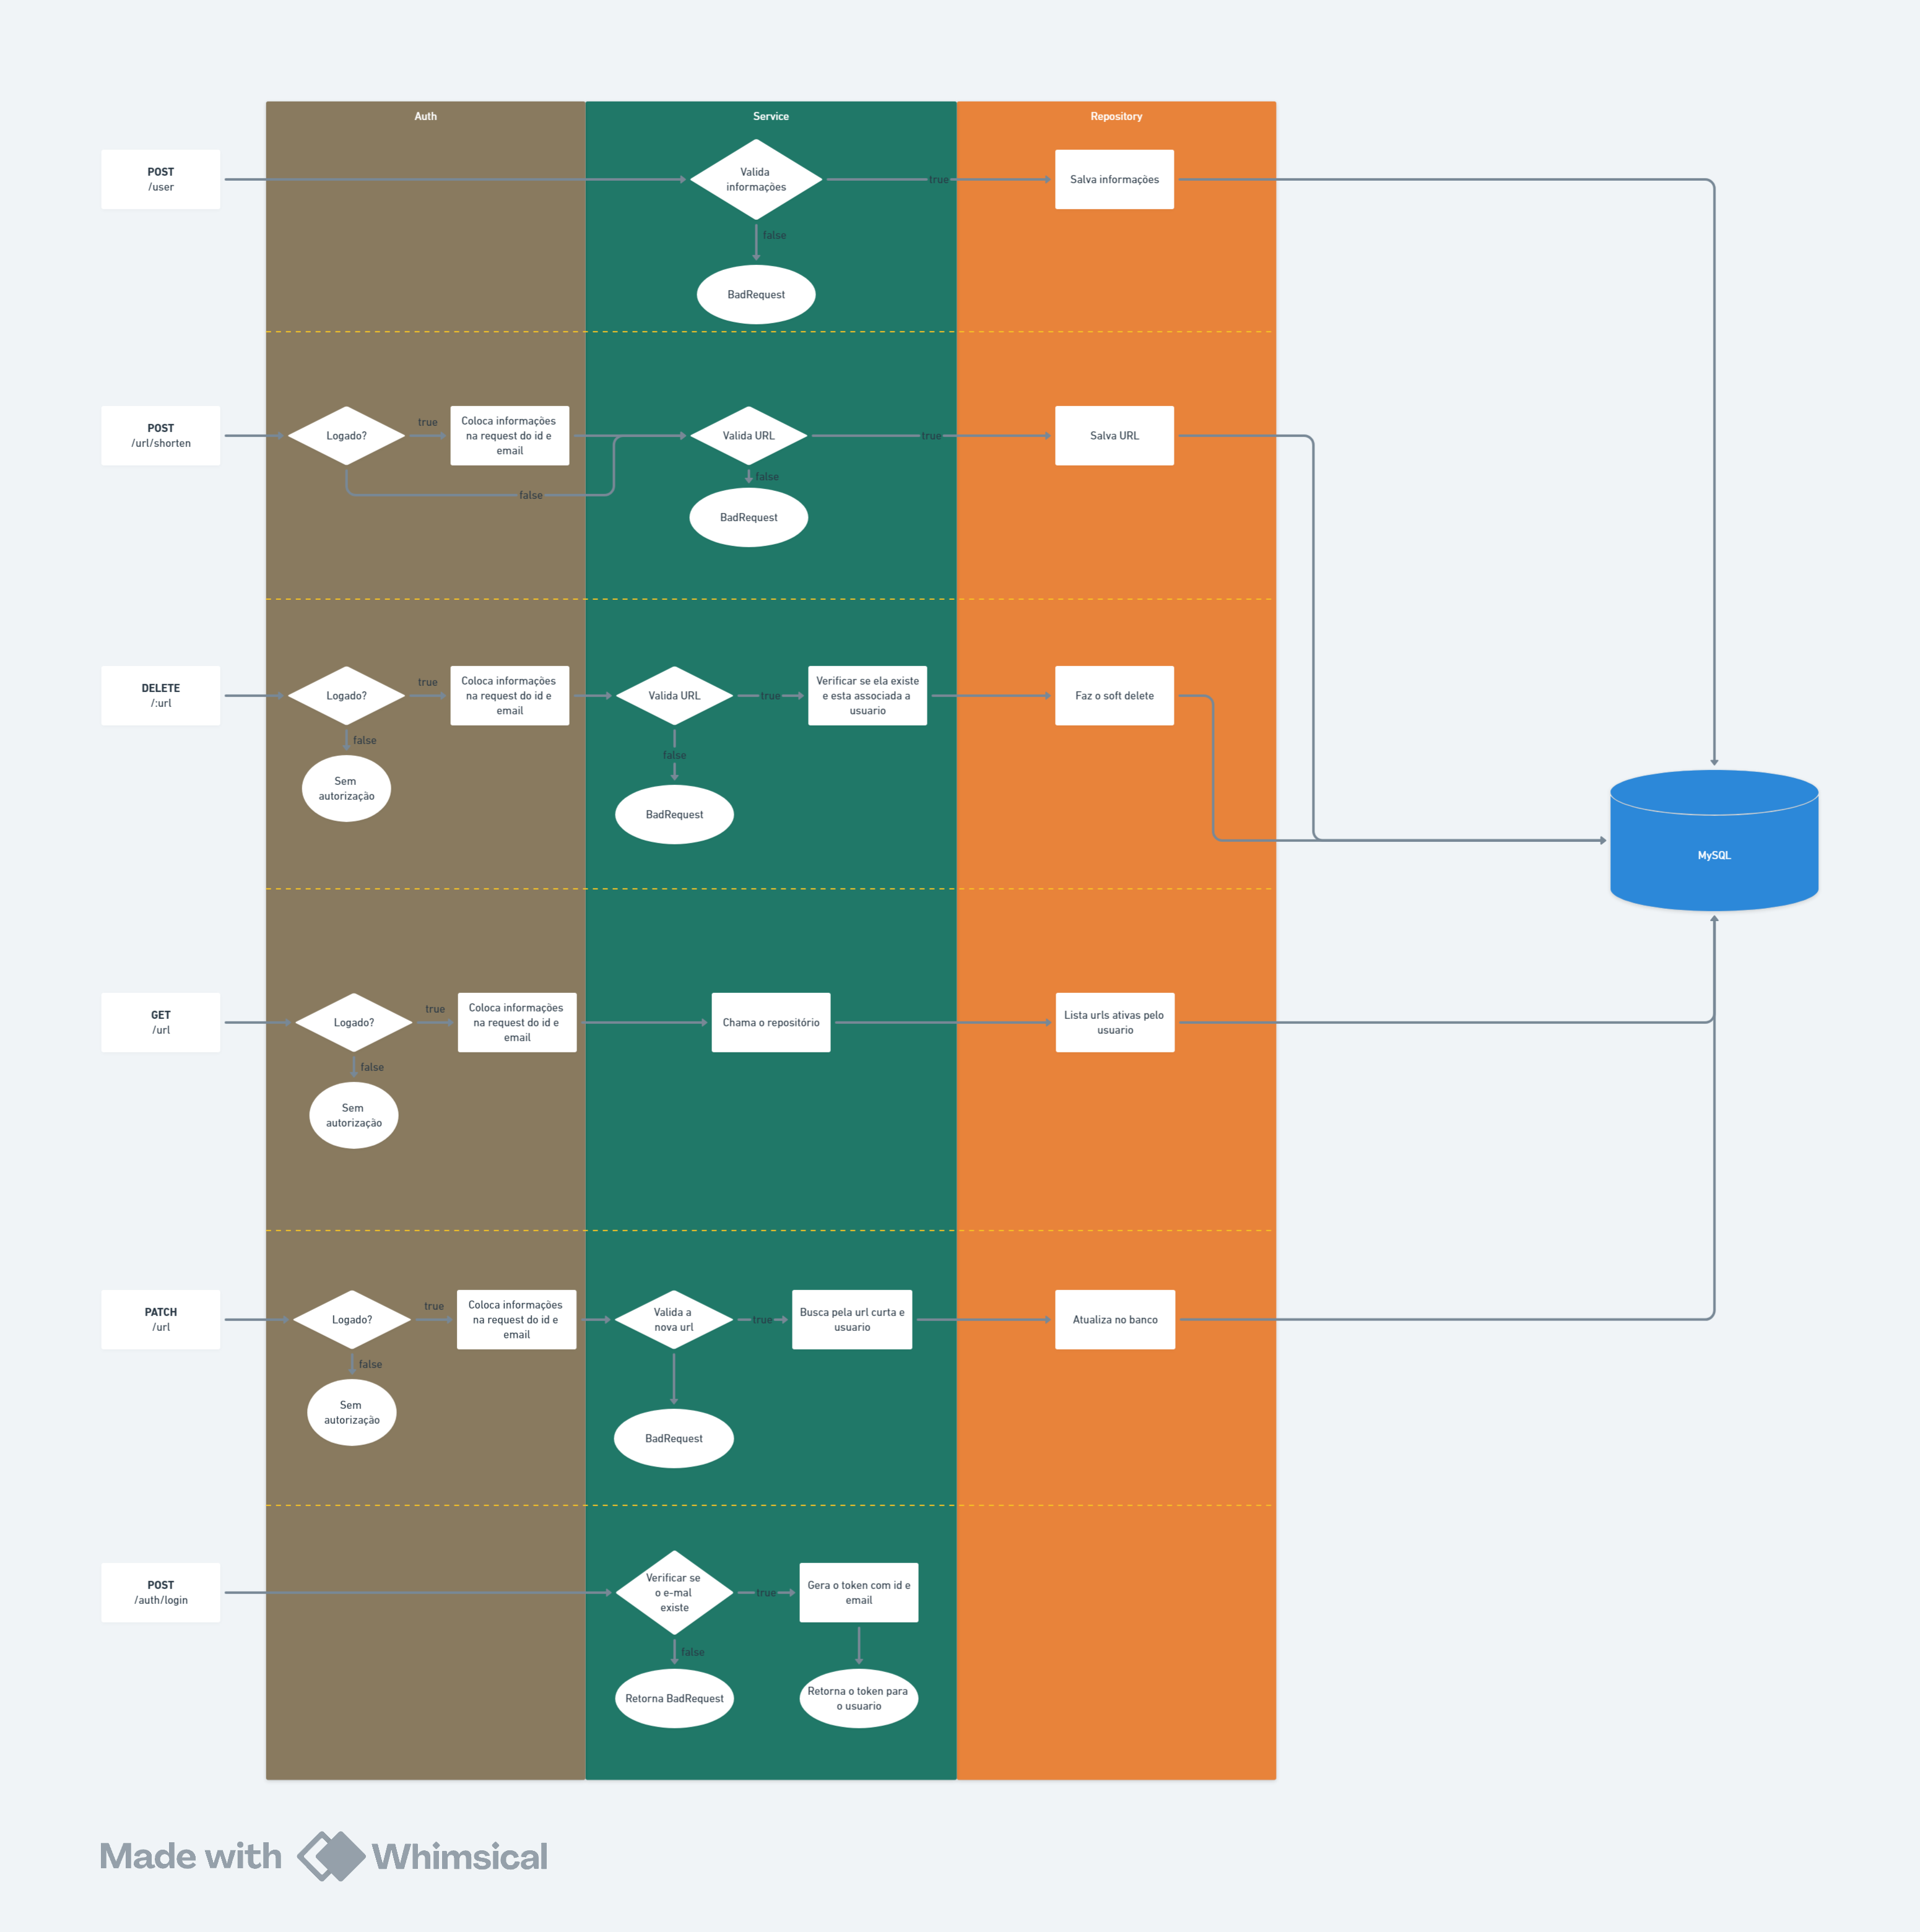 Auth
Service
Repository
POST
/user
Valida
informações
true
Salva informações
false
BadRequest
POST
/url/shorten
Logado?
true
Coloca informações
na request do id e
email
false
Valida URL
true
false
BadRequest
Salva URL
DELETE
/:url
Logado?
true
Coloca informações
na request do id e
email
false
Sem
autorização
Valida URL
true
Verificar se ela existe
e esta associada a
usuario
false
BadRequest
Faz o soft delete
MySQL
GET
/url
Logado?
true
Coloca informações
na request do id e
email
false
Sem
autorização
Chama o repositório
Lista urls ativas pelo
usuario
PATCH
/url
Logado?
true
Coloca informações
na request do id e
email
false
Sem
autorização
Valida a
nova url
true
Busca pela url curta e
usuario
BadRequest
Atualiza no banco
POST
/auth/login
Verificar se
o e-mal
existe
true
Gera o token com id e
email
false
Retorna BadRequest
Retorna o token para
o usuario
Made with Whimsical